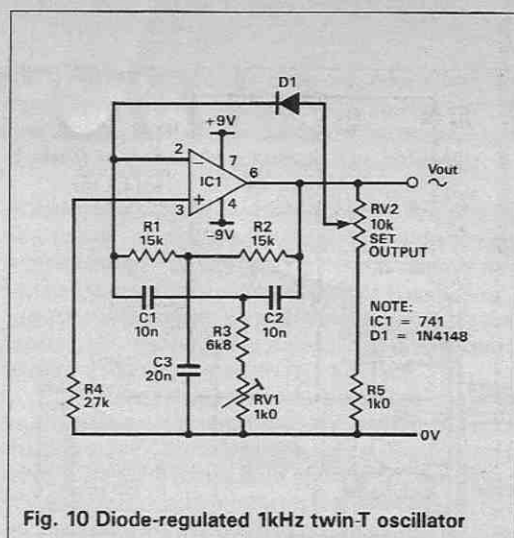 D1
+9V
2
7
IC1
6
3
4
-9V
Vout
RV2
10k
SET
OUTPUT
R1
15k
R2
15k
C1
10n
C2
10n
R3
6k8
C3
20n
RV1
1k0
R4
27k
R5
1k0
0V
NOTE:
IC1 = 741
D1 = 1N4148
Fig. 10 Diode-regulated 1kHz twin-T oscillator